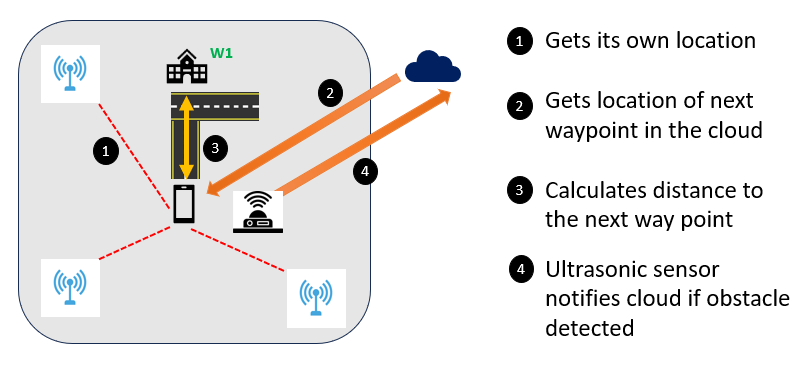 W1
2
1
3
4
1 Gets its own location
2 Gets location of next
waypoint in the cloud
3 Calculates distance to
the next way point
4 Ultrasonic sensor
notifies cloud if obstacle
detected